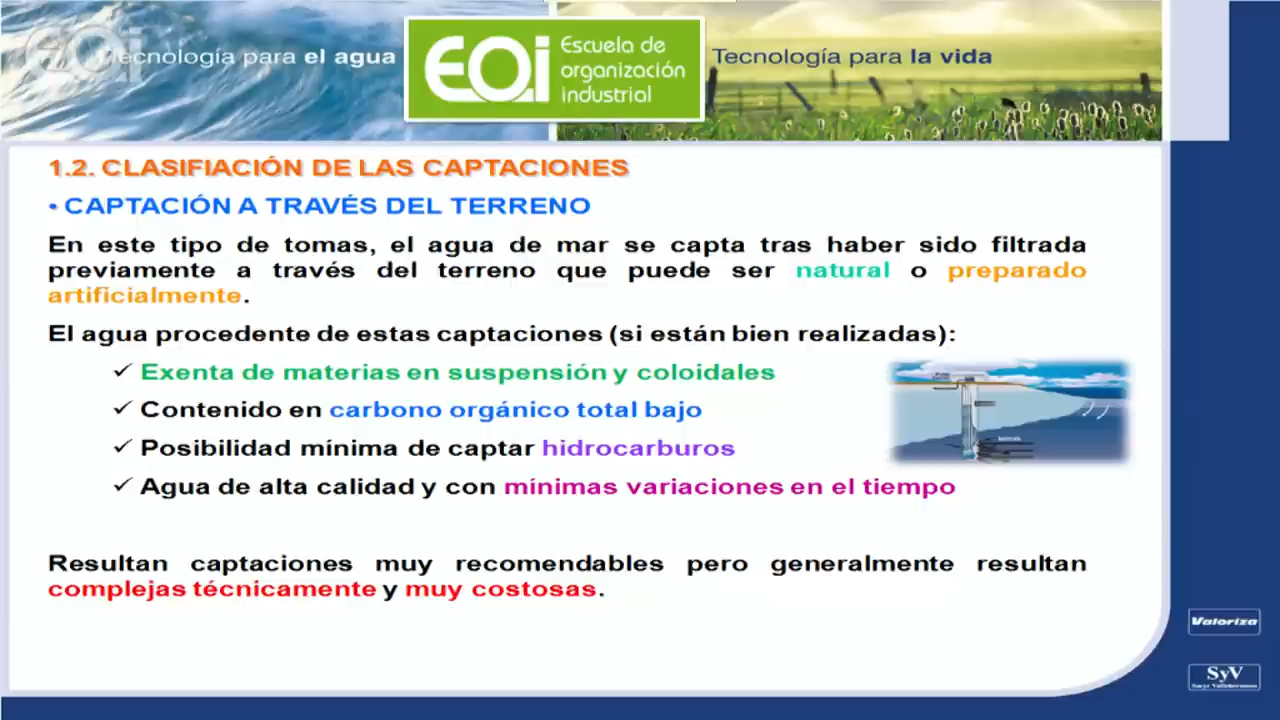 Tecnología para el agua
EOi
Escuela de
organización
industrial
Tecnología para la vida
1.2. CLASIFIACIÓN DE LAS CAPTACIONES
• CAPTACIÓN A TRAVÉS DEL TERRENO
En este tipo de tomas, el agua de mar se capta tras haber sido filtrada
previamente a través del terreno que puede ser natural o preparado
artificialmente.
El agua procedente de estas captaciones (si están bien realizadas):
✓ Exenta de materias en suspensión y coloidales
✓ Contenido en carbono orgánico total bajo
✓ Posibilidad mínima de captar hidrocarburos
✓ Agua de alta calidad y con mínimas variaciones en el tiempo
Resultan captaciones muy recomendables pero generalmente resultan
complejas técnicamente y muy costosas.
Valoriza
SyV
Sacyr Vallehermoso